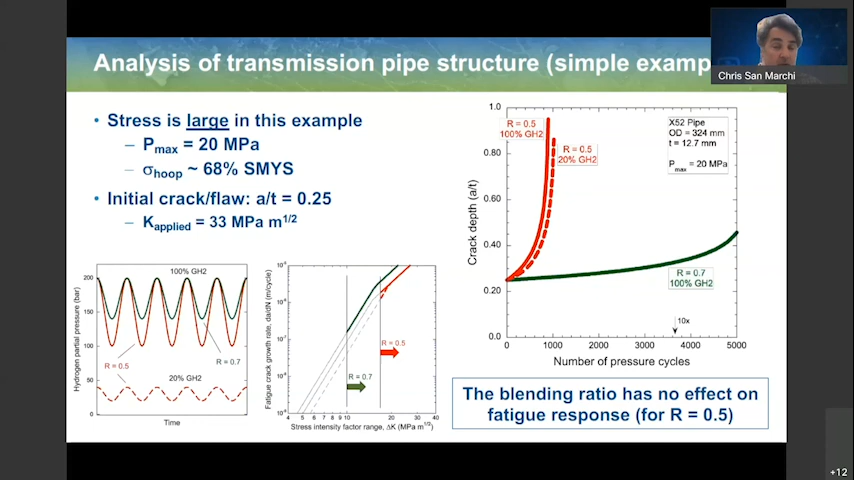 Analysis of transmission pipe structure (simple examp
Chris San Marchi
• Stress is large in this example
– Pmax = 20 MPa
– σhoop ~ 68% SMYS
• Initial crack/flaw: a/t = 0.25
– Kapplied = 33 MPa m1/2
Hydrogen partial pressure (bar)
200
150
100
50
0
100% GH2
R = 0.5
R = 0.7
20% GH2
Time
Fatigue crack growth rate, da/dN (m/cycle)
R = 0.5
R = 0.7
4 5 6 7 8 9 10 20 30 40
Stress intensity factor range, ΔK (MPa m1/2)
Crack depth (a/t)
1.0
0.80
0.60
0.40
0.20
0.0
R = 0.5
100% GH2
R = 0.5
20% GH2
X52 Pipe
OD = 324 mm
t = 12.7 mm
Pmax = 20 MPa
R = 0.7
100% GH2
10x
0 1000 2000 3000 4000 5000
Number of pressure cycles
The blending ratio has no effect on
fatigue response (for R = 0.5)
+12